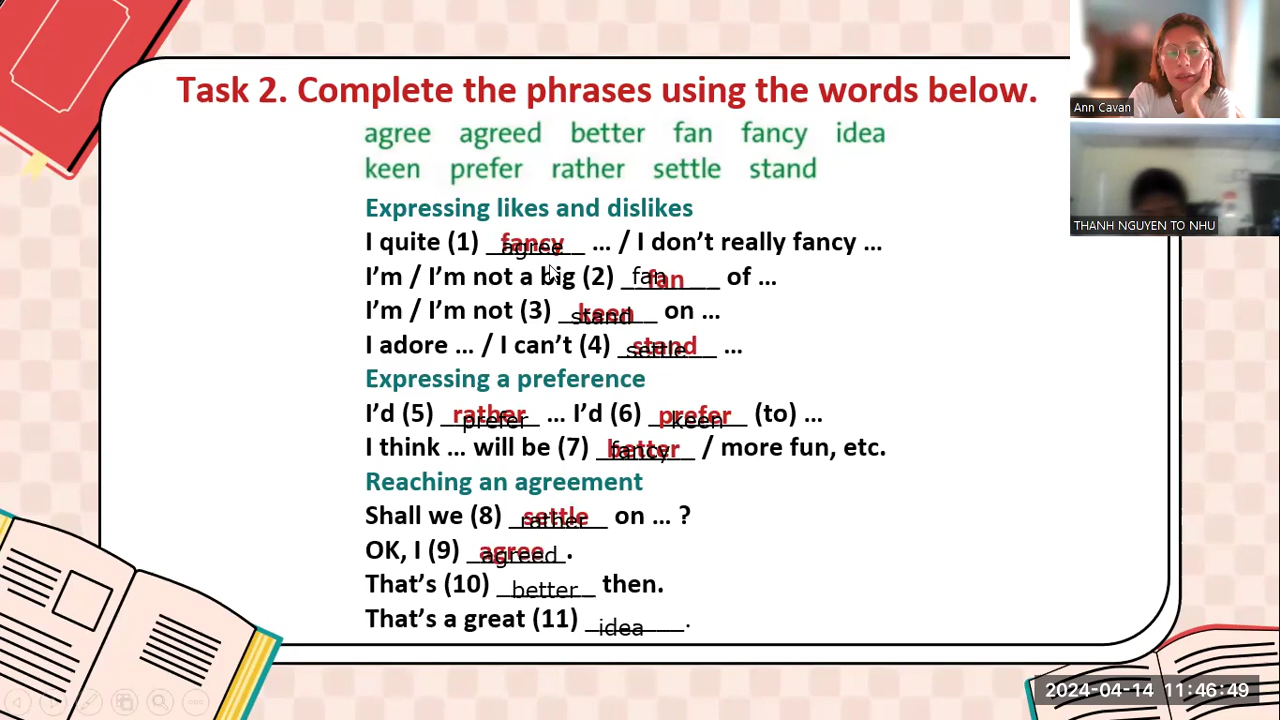 Task 2. Complete the phrases using the words below.
agree agreed better fan fancy idea
keen prefer rather settle stand
Expressing likes and dislikes
I quite (1) fancy agree … / I don't really fancy …
I'm / I'm not a big (2) fan fan of …
I'm / I'm not (3) keen stand on …
I adore … / I can't (4) stand settle …
Expressing a preference
I'd (5) rather prefer … I'd (6) prefer keen (to) …
I think … will be (7) better fancy / more fun, etc.
Reaching an agreement
Shall we (8) settle rather on … ?
OK, I (9) agree agreed.
That's (10) better then.
That's a great (11) idea.
Ann Cavan
THANH NGUYEN TO NHU
2024-04-14 11:46:49